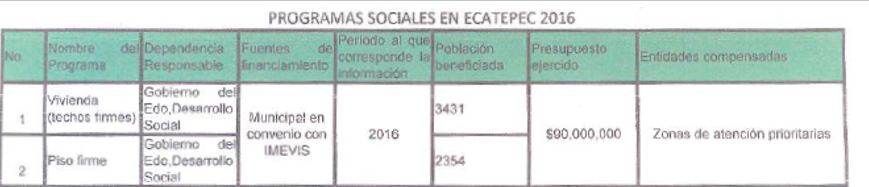 PROGRAMAS SOCIALES EN ECATEPEC 2016
No. Nombre del Programa Dependencia Responsable Fuentes de financiamiento Periodo al que corresponde la información Población beneficiada Presupuesto ejercido Entidades compensadas
1 Vivienda (techos firmes) Gobierno del Edo,Desarrollo Social Municipal en convenio con IMEVIS 2016 3431 $90,000,000 Zonas de atención prioritarias
2 Piso firme Gobierno del Edo,Desarrollo Social 2354